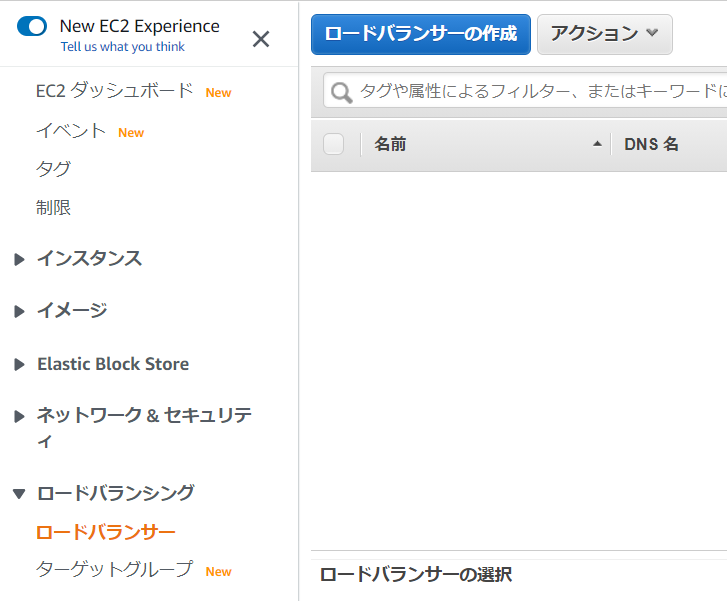 New EC2 Experience
Tell us what you think
EC2 ダッシュボード New
イベント New
タグ
制限
インスタンス
イメージ
Elastic Block Store
ネットワーク & セキュリテ
ィ
ロードバランシング
ロードバランサー
ターゲットグループ New
ロードバランサーの作成 アクション
タグや属性によるフィルター、またはキーワードに
名前 DNS 名
ロードバランサーの選択